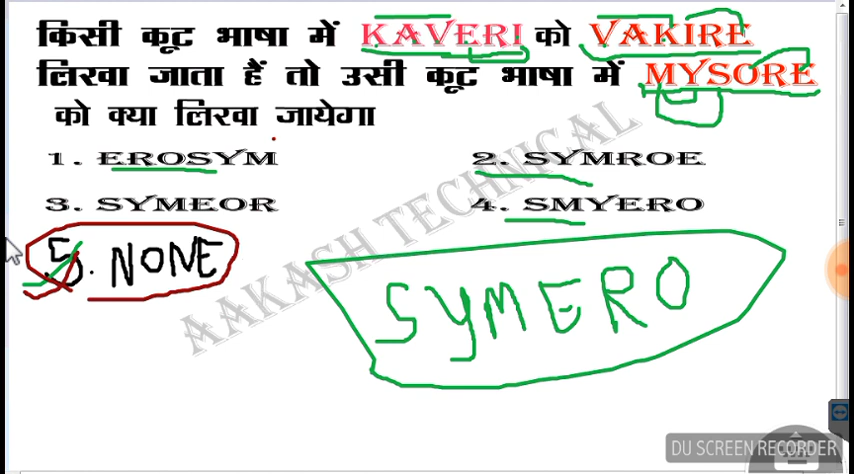 किसी कूट भाषा में KAVERI को VAKIRE
लिखा जाता हैं तो उसी कूट भाषा में MYSORE
को क्या लिखा जायेगा
1. EROSYM
2. SYMROE
3. SYMEOR
4. SMYERO
5. NONE
SYMERO
AAKASH TECHNICAL
DU SCREEN RECORDER